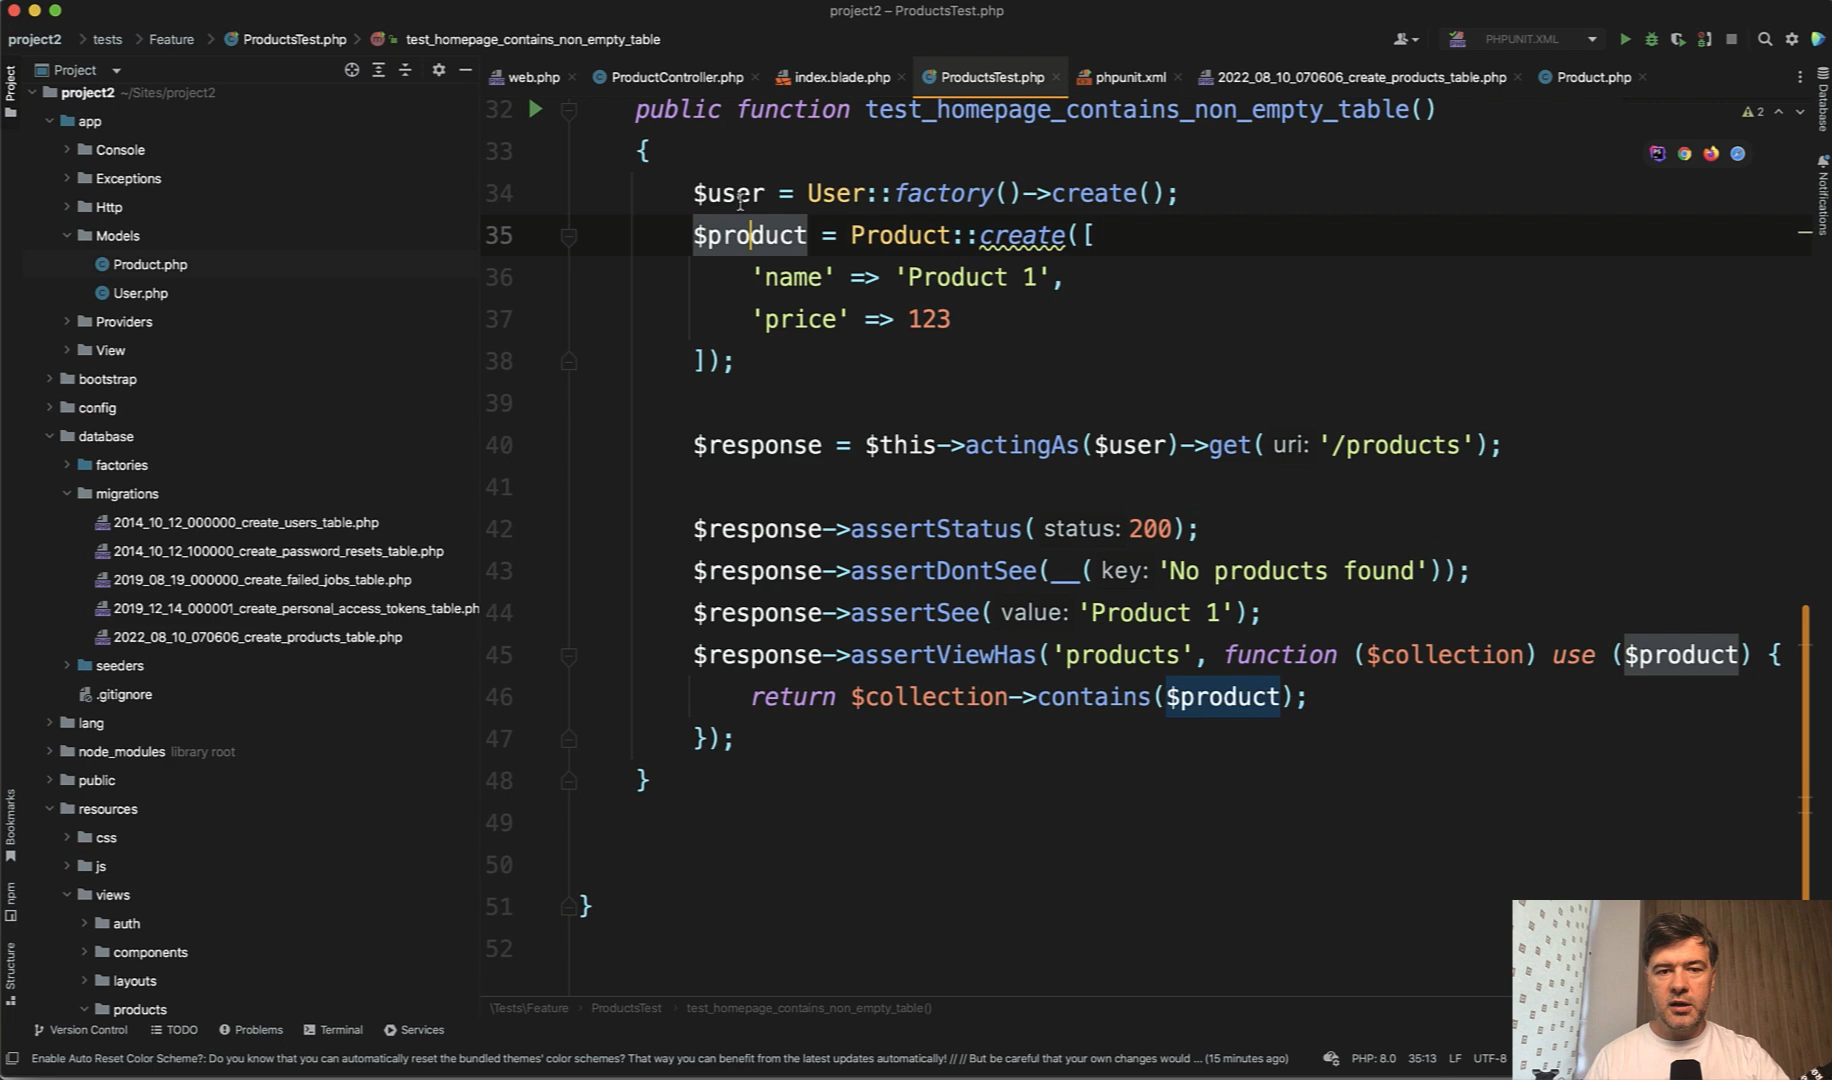 project2 – ProductsTest.php
project2 tests Feature ProductsTest.php test_homepage_contains_non_empty_table
PHPUNIT.XML
Project
web.php ProductController.php index.blade.php ProductsTest.php phpunit.xml 2022_08_10_070606_create_products_table.php Product.php
Project
Bookmarks
npm
Structure
Database
Notifications
project2 ~/Sites/project2
app
Console
Exceptions
Http
Models
Product.php
User.php
Providers
View
bootstrap
config
database
factories
migrations
2014_10_12_000000_create_users_table.php
2014_10_12_100000_create_password_resets_table.php
2019_08_19_000000_create_failed_jobs_table.php
2019_12_14_000001_create_personal_access_tokens_table.ph
2022_08_10_070606_create_products_table.php
seeders
.gitignore
lang
node_modules library root
public
resources
css
js
views
auth
components
layouts
products
2
32 public function test_homepage_contains_non_empty_table()
33 {
34 $user = User::factory()->create();
35 $product = Product::create([
36 'name' => 'Product 1',
37 'price' => 123
38 ]);
39
40 $response = $this->actingAs($user)->get( uri: '/products');
41
42 $response->assertStatus( status: 200);
43 $response->assertDontSee(__( key: 'No products found'));
44 $response->assertSee( value: 'Product 1');
45 $response->assertViewHas('products', function ($collection) use ($product) {
46 return $collection->contains($product);
47 });
48 }
49
50
51 }
52
\Tests\Feature ProductsTest test_homepage_contains_non_empty_table()
Version Control TODO Problems Terminal Services
Enable Auto Reset Color Scheme?: Do you know that you can automatically reset the bundled themes' color schemes? That way you can benefit from the latest updates automatically! // // But be careful that your own changes would ... (15 minutes ago) PHP: 8.0 35:13 LF UTF-8